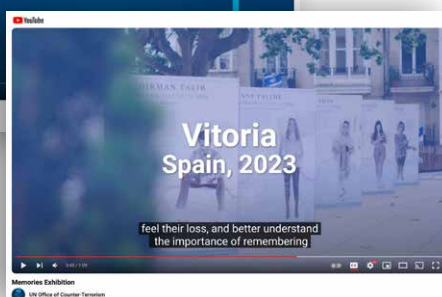 YouTube
Vitoria
Spain, 2023
feel their loss, and better understand
the importance of remembering
Memories Exhibition
UN Office of Counter-Terrorism